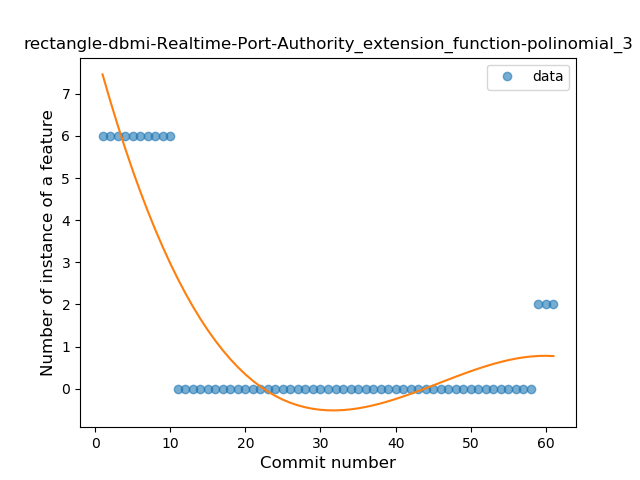 rectangle-dbmi-Realtime-Port-Authority_extension_function-polinomial_3
data
Number of instance of a feature
7
6
5
4
3
2
1
0
0 10 20 30 40 50 60
Commit number